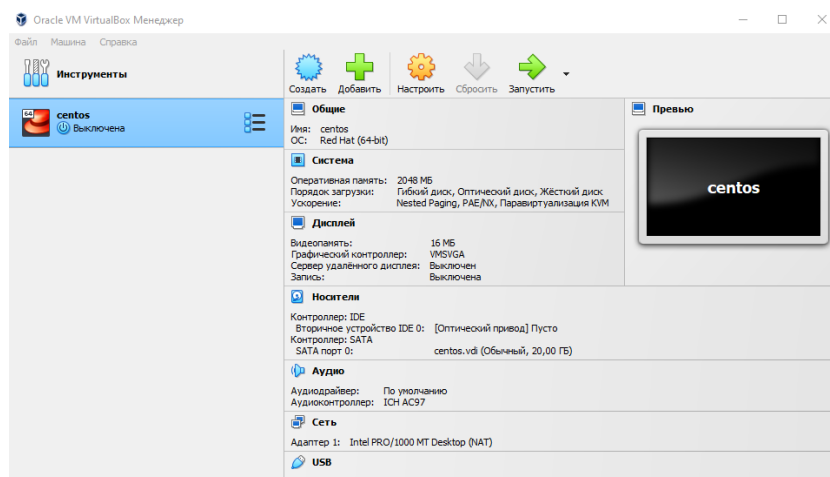 Oracle VM VirtualBox Менеджер
Файл Машина Справка
Инструменты
Создать Добавить Настроить Сбросить Запустить
64
centos
Выключена
Общие
Имя: centos
ОС: Red Hat (64-bit)
Превью
centos
Система
Оперативная память: 2048 МБ
Порядок загрузки: Гибкий диск, Оптический диск, Жёсткий диск
Ускорение: Nested Paging, PAE/NX, Паравиртуализация KVM
Дисплей
Видеопамять: 16 МБ
Графический контроллер: VMSVGA
Сервер удалённого дисплея: Выключен
Запись: Выключена
Носители
Контроллер: IDE
Вторичное устройство IDE 0: [Оптический привод] Пусто
Контроллер: SATA
SATA порт 0: centos.vdi (Обычный, 20,00 ГБ)
Аудио
Аудиодрайвер: По умолчанию
Аудиоконтроллер: ICH AC97
Сеть
Адаптер 1: Intel PRO/1000 MT Desktop (NAT)
USB